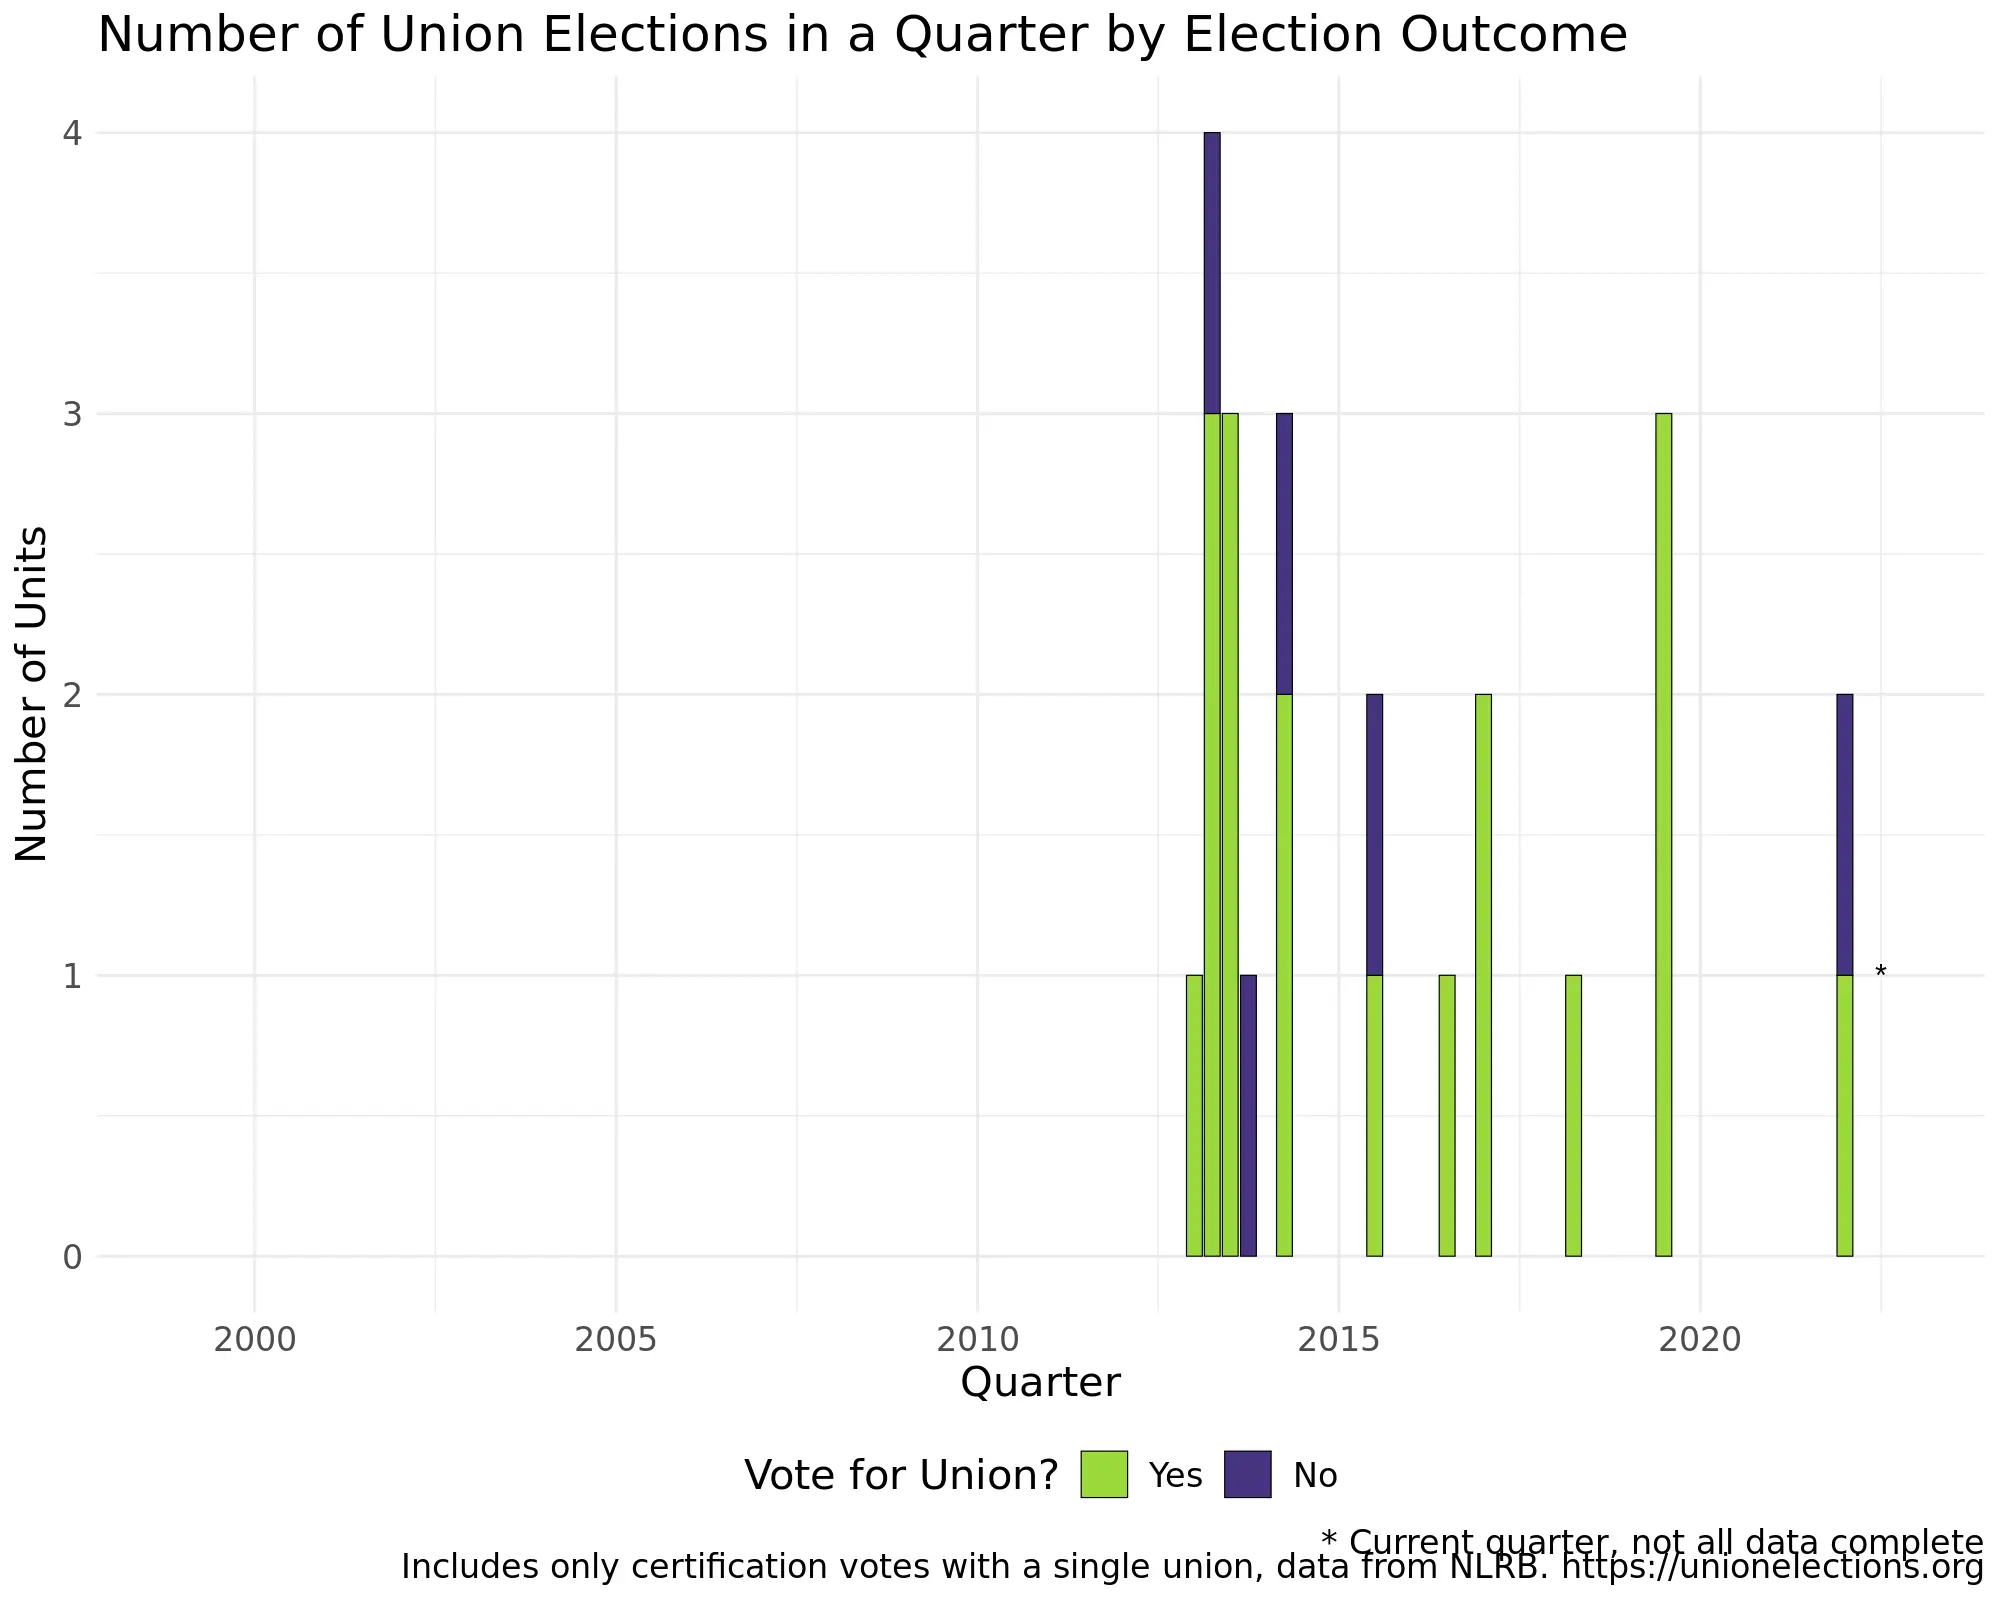 Number of Union Elections in a Quarter by Election Outcome
Number of Units
4
3
2
1
0
*
2000 2005 2010 2015 2020
Quarter
Vote for Union? Yes No
* Current quarter, not all data complete
Includes only certification votes with a single union, data from NLRB. https://unionelections.org